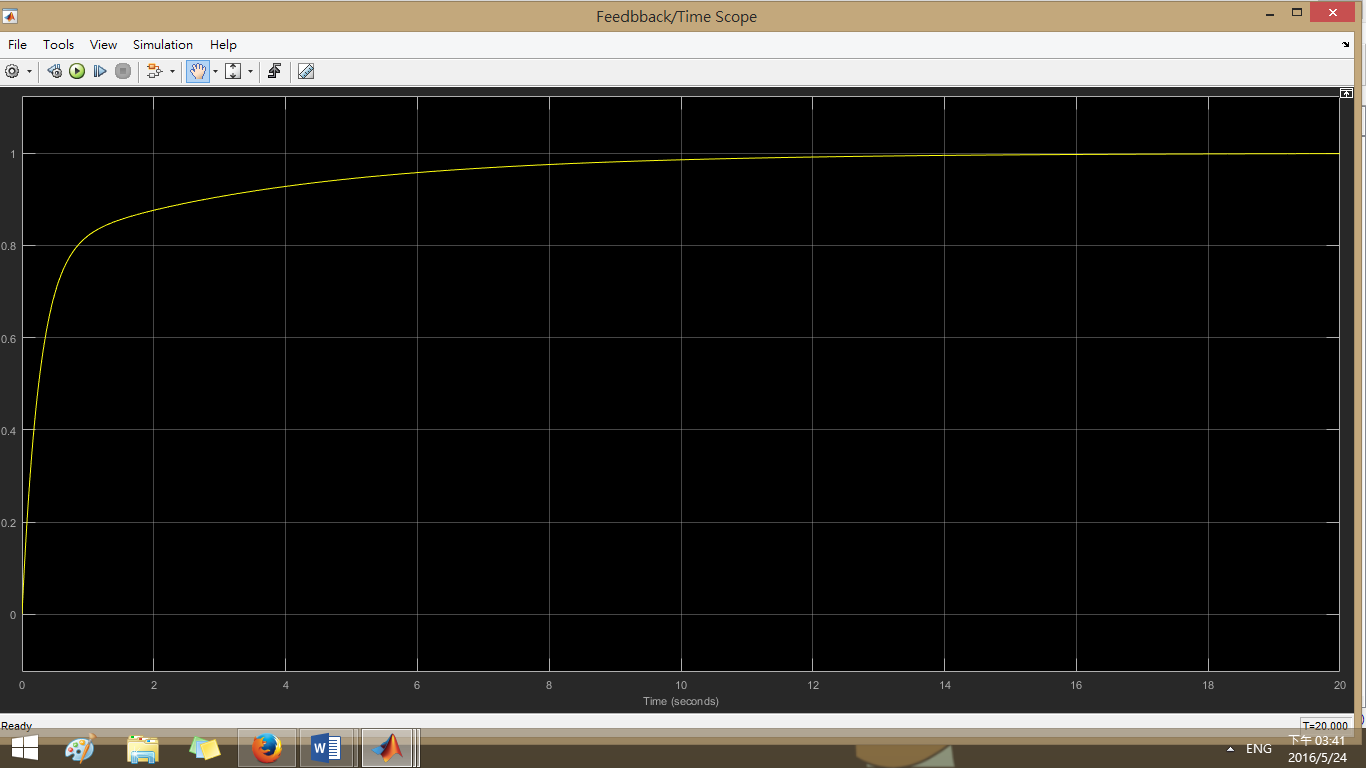 Feedbback/Time Scope
File Tools View Simulation Help
1
0.8
0.6
0.4
0.2
0
0 2 4 6 8 10 12 14 16 18 20
Time (seconds)
Ready
T=20.000
ENG
下午 03:41
2016/5/24